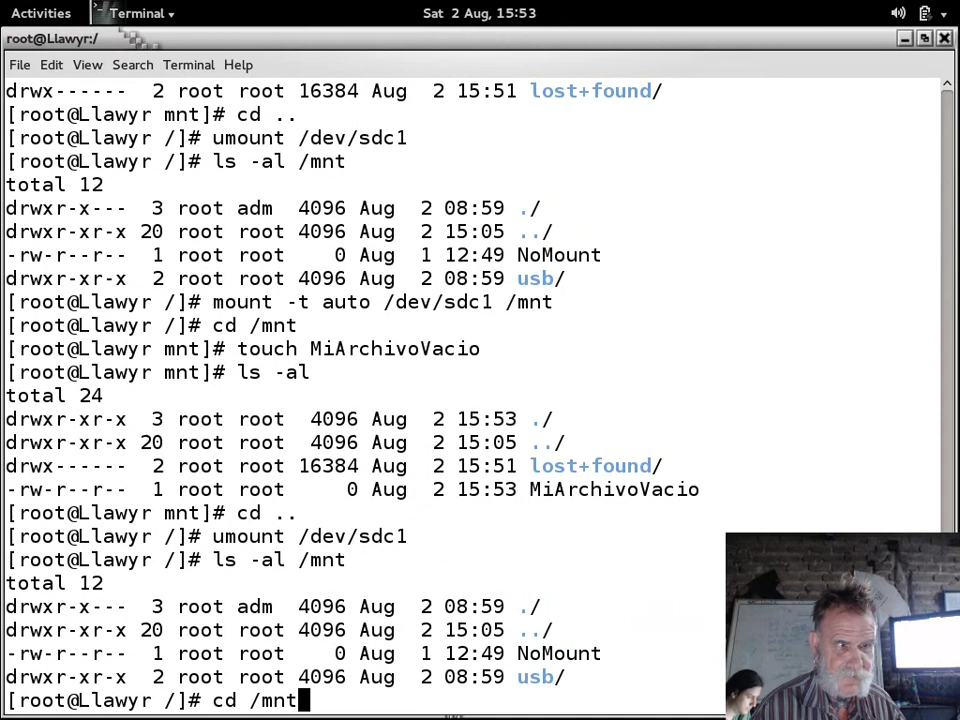 Activities Terminal Sat 2 Aug, 15:53
root@Llawyr:/
File Edit View Search Terminal Help
drwx------ 2 root root 16384 Aug 2 15:51 lost+found/
[root@Llawyr mnt]# cd ..
[root@Llawyr /]# umount /dev/sdc1
[root@Llawyr /]# ls -al /mnt
total 12
drwxr-x--- 3 root adm 4096 Aug 2 08:59 ./
drwxr-xr-x 20 root root 4096 Aug 2 15:05 ../
-rw-r--r-- 1 root root 0 Aug 1 12:49 NoMount
drwxr-xr-x 2 root root 4096 Aug 2 08:59 usb/
[root@Llawyr /]# mount -t auto /dev/sdc1 /mnt
[root@Llawyr /]# cd /mnt
[root@Llawyr mnt]# touch MiArchivoVacio
[root@Llawyr mnt]# ls -al
total 24
drwxr-xr-x 3 root root 4096 Aug 2 15:53 ./
drwxr-xr-x 20 root root 4096 Aug 2 15:05 ../
drwx------ 2 root root 16384 Aug 2 15:51 lost+found/
-rw-r--r-- 1 root root 0 Aug 2 15:53 MiArchivoVacio
[root@Llawyr mnt]# cd ..
[root@Llawyr /]# umount /dev/sdc1
[root@Llawyr /]# ls -al /mnt
total 12
drwxr-x--- 3 root adm 4096 Aug 2 08:59 ./
drwxr-xr-x 20 root root 4096 Aug 2 15:05 ../
-rw-r--r-- 1 root root 0 Aug 1 12:49 NoMount
drwxr-xr-x 2 root root 4096 Aug 2 08:59 usb/
[root@Llawyr /]# cd /mnt